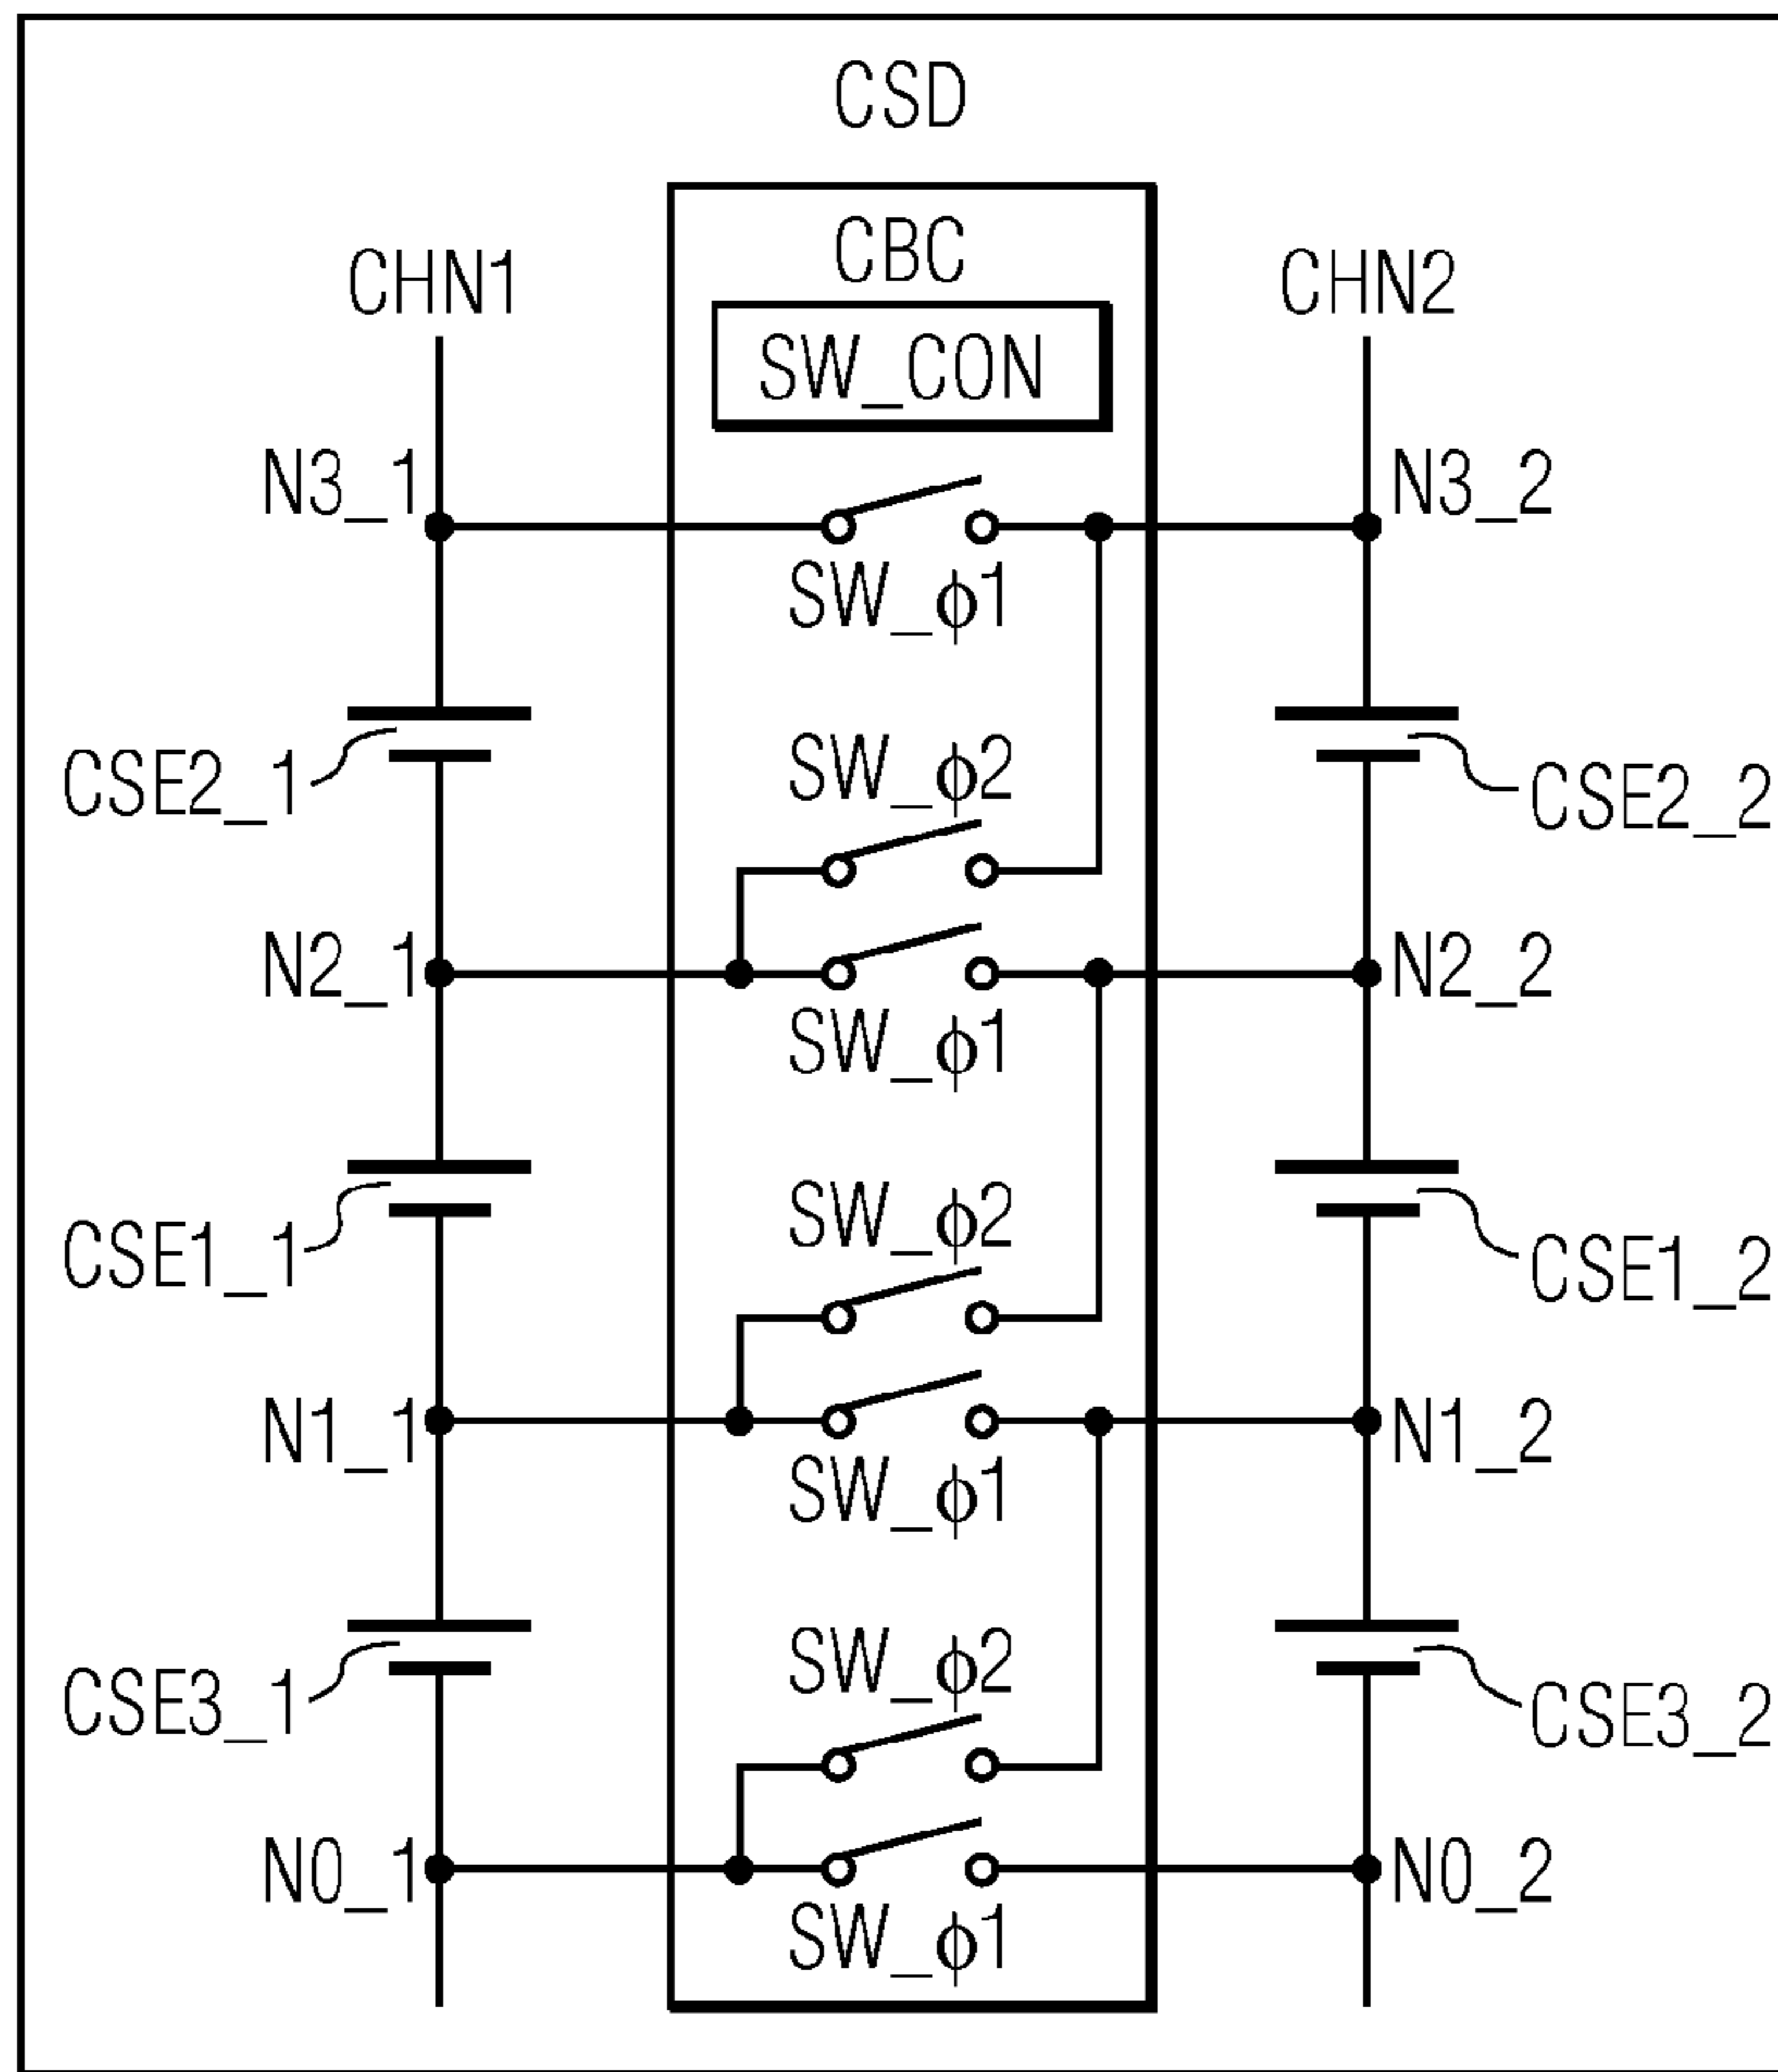 CSD
CBC
CHN1
CHN2
SW_CON
N3_1
N3_2
SW_ϕ1
SW_ϕ2
CSE2_1
CSE2_2
N2_1
N2_2
SW_ϕ1
SW_ϕ2
CSE1_1
CSE1_2
N1_1
N1_2
SW_ϕ1
SW_ϕ2
CSE3_1
CSE3_2
N0_1
N0_2
SW_ϕ1